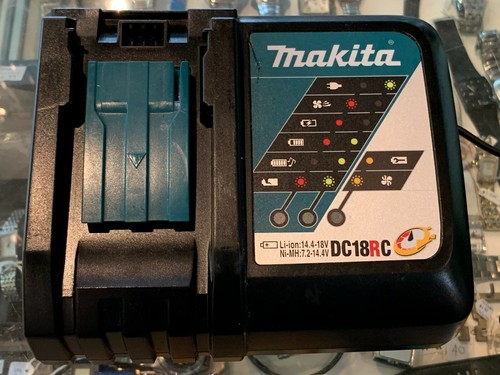 makita
Li-ion:14.4-18V
Ni-MH:7.2-14.4V
DC18RC